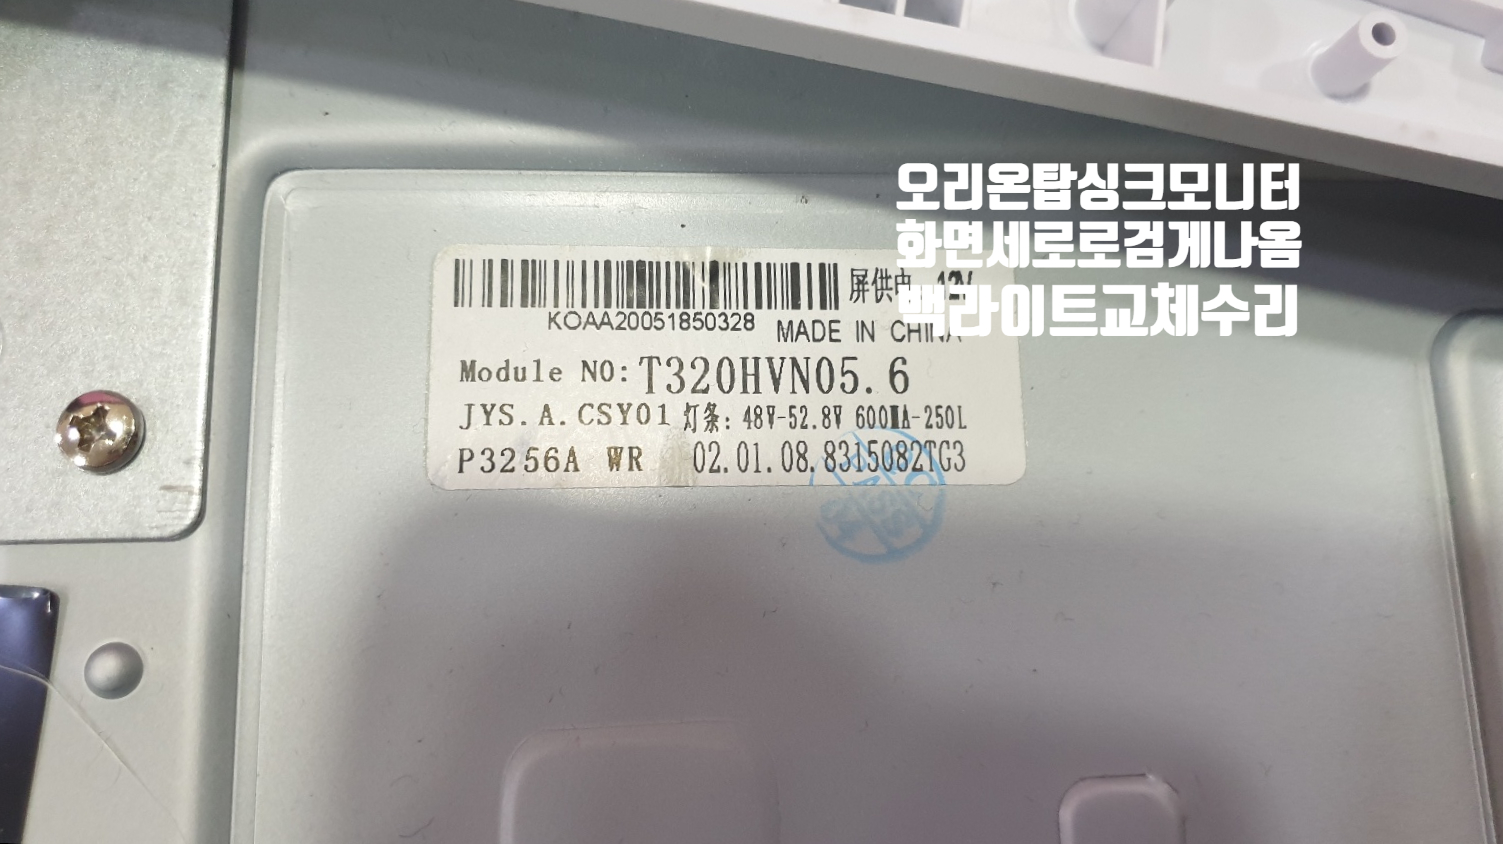 오리온탑싱크모니터
화면세로로검게나옴
백라이트교체수리
屏供电 12V
KOAA20051850328
MADE IN CHINA
Module NO: T320HVN05.6
JYS.A.CSY01 灯条: 48V-52.8V 600MA-250L
P3256A WR 02.01.08.8315082TG3